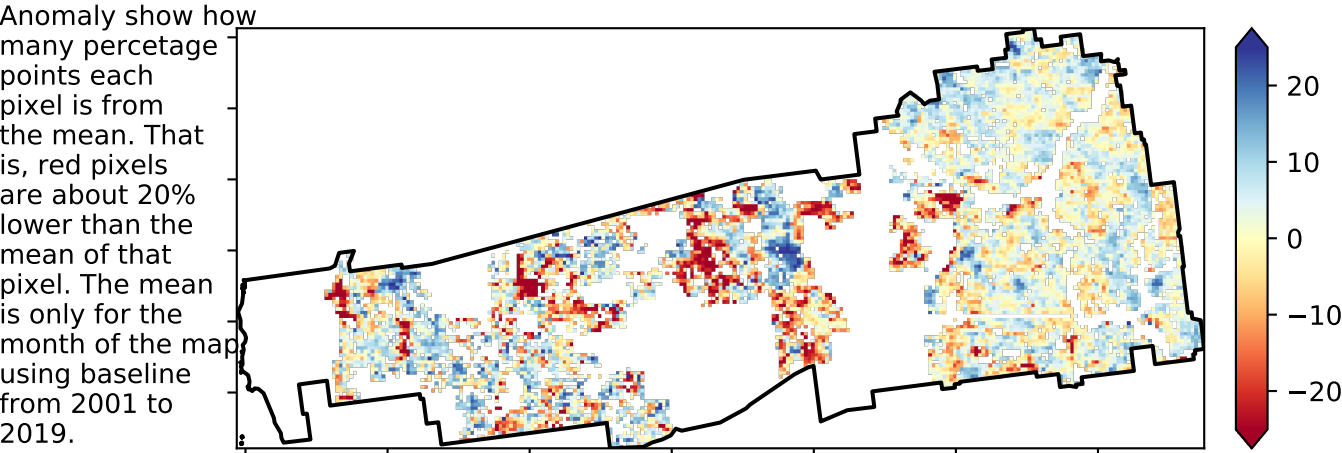 Anomaly show how
many percetage
points each
pixel is from
the mean. That
is, red pixels
are about 20%
lower than the
mean of that
pixel. The mean
is only for the
month of the map
using baseline
from 2001 to
2019.
20
10
0
−10
−20